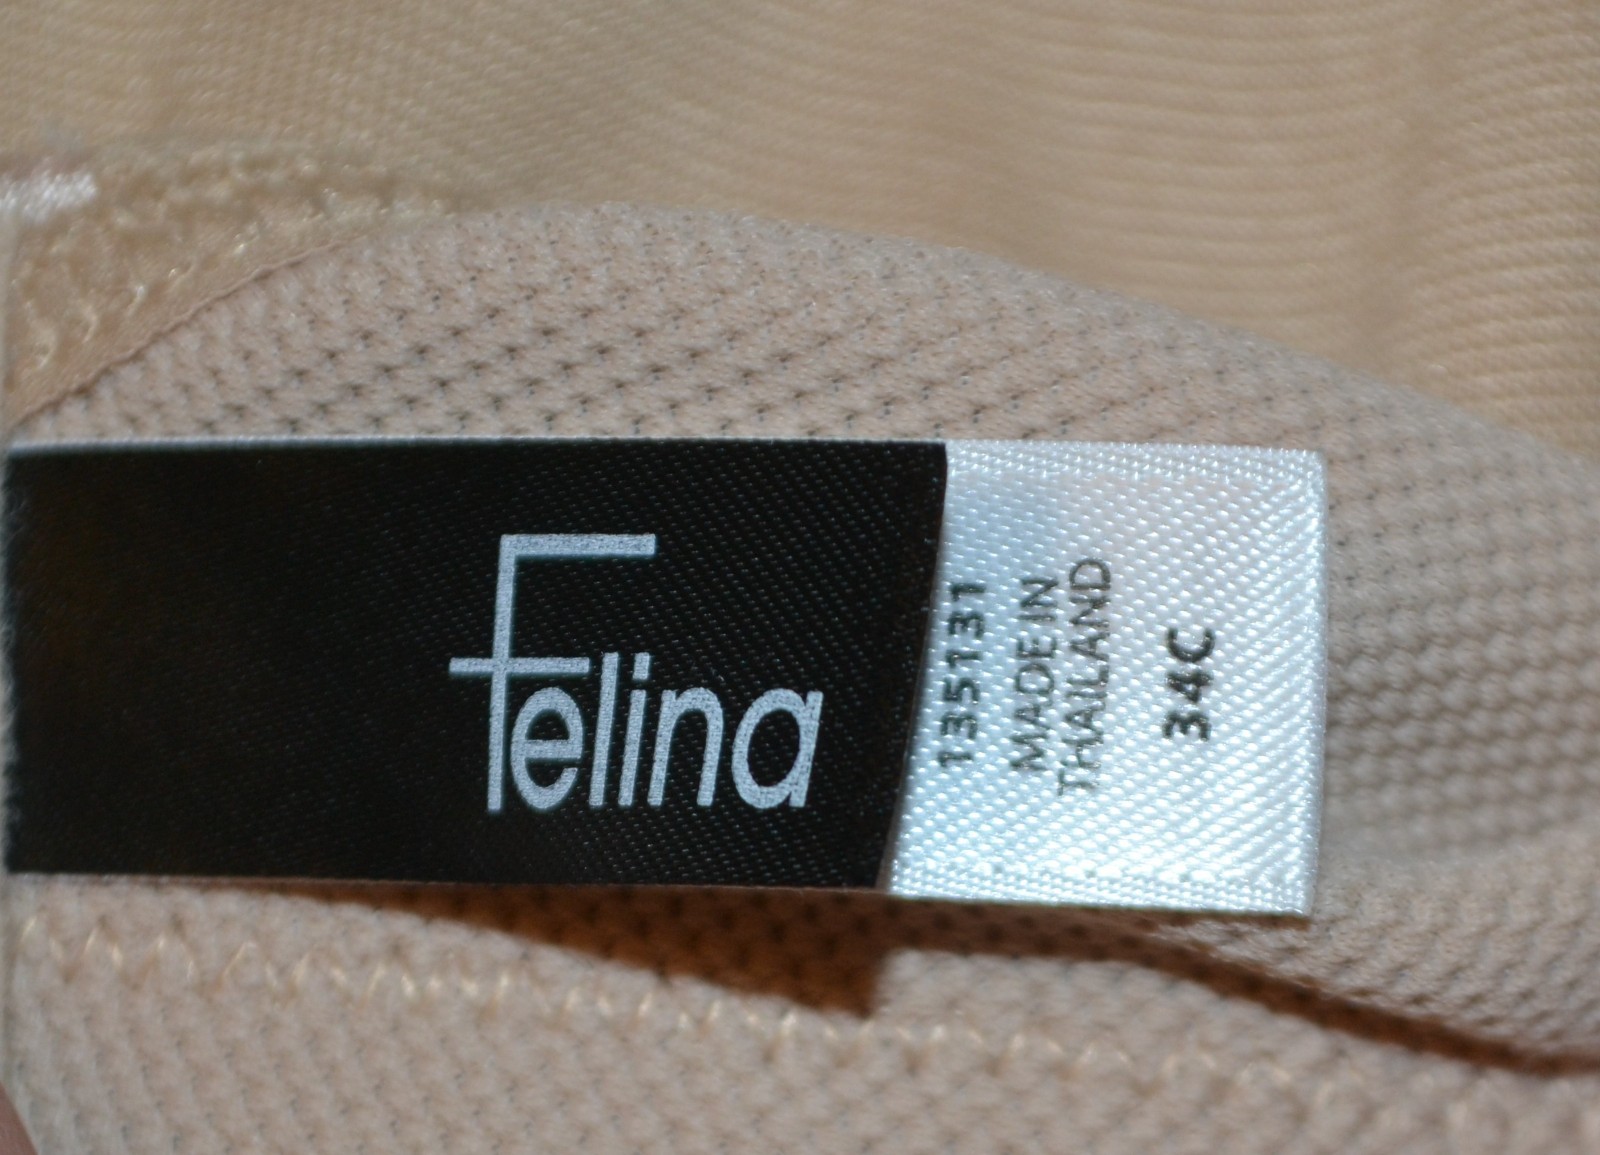 Felina
135131
MADE IN
THAILAND
34C